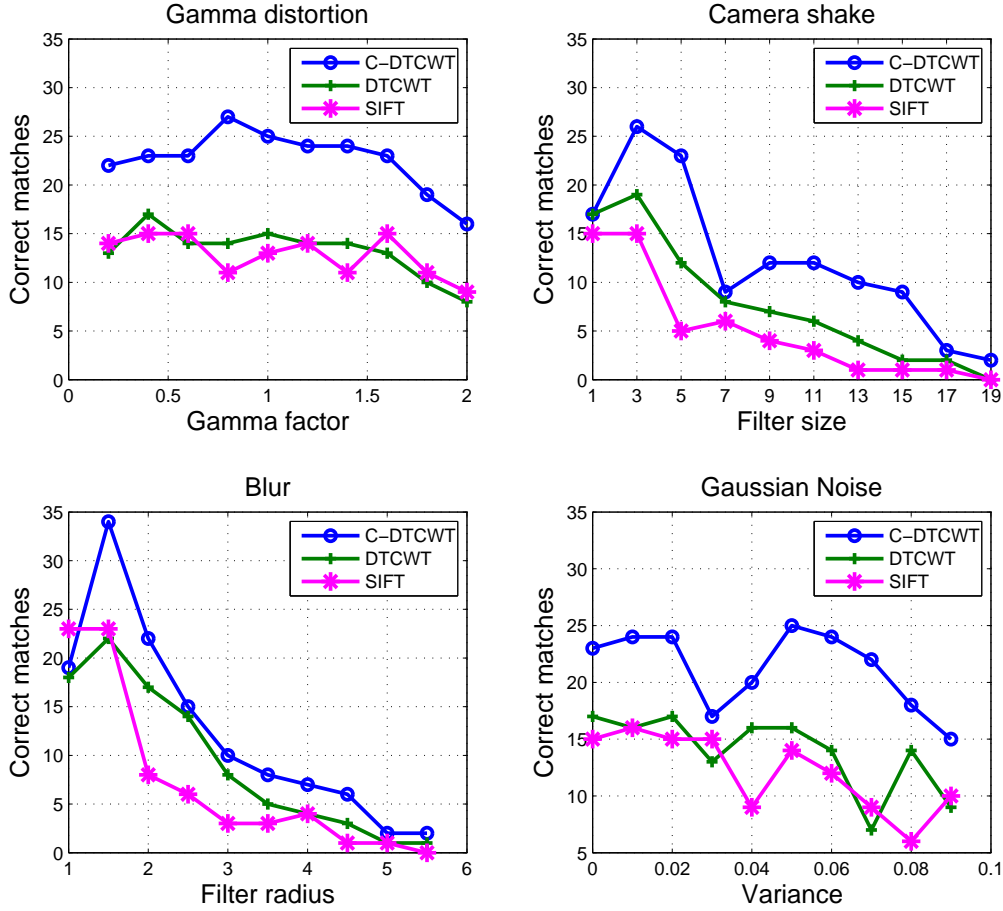 Gamma distortion
35
30
25
20
15
10
5
0
0 0.5 1 1.5 2
Correct matches
Gamma factor
C−DTCWT
DTCWT
SIFT
Camera shake
35
30
25
20
15
10
5
0
1 3 5 7 9 11 13 15 17 19
Correct matches
Filter size
C−DTCWT
DTCWT
SIFT
Blur
35
30
25
20
15
10
5
0
1 2 3 4 5 6
Correct matches
Filter radius
C−DTCWT
DTCWT
SIFT
Gaussian Noise
35
30
25
20
15
10
5
0 0.02 0.04 0.06 0.08 0.1
Correct matches
Variance
C−DTCWT
DTCWT
SIFT